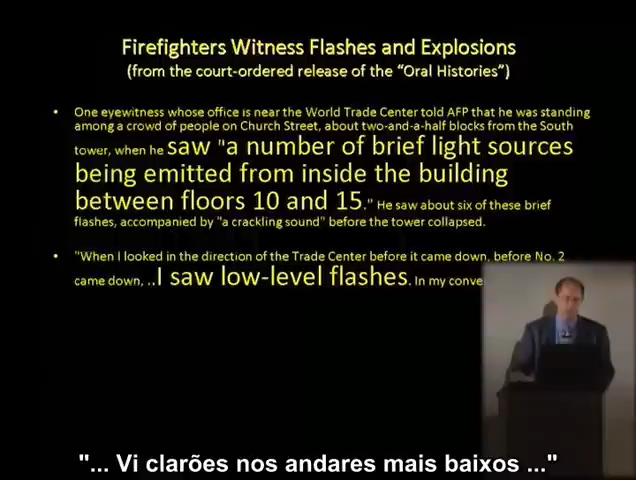 Firefighters Witness Flashes and Explosions
(from the court-ordered release of the “Oral Histories”)
• One eyewitness whose office is near the World Trade Center told AFP that he was standing
among a crowd of people on Church Street, about two-and-a-half blocks from the South
tower, when he saw "a number of brief light sources
being emitted from inside the building
between floors 10 and 15." He saw about six of these brief
flashes, accompanied by "a crackling sound" before the tower collapsed.
• "When I looked in the direction of the Trade Center before it came down, before No. 2
came down, ..I saw low-level flashes. In my conve
"... Vi clarões nos andares mais baixos ..."